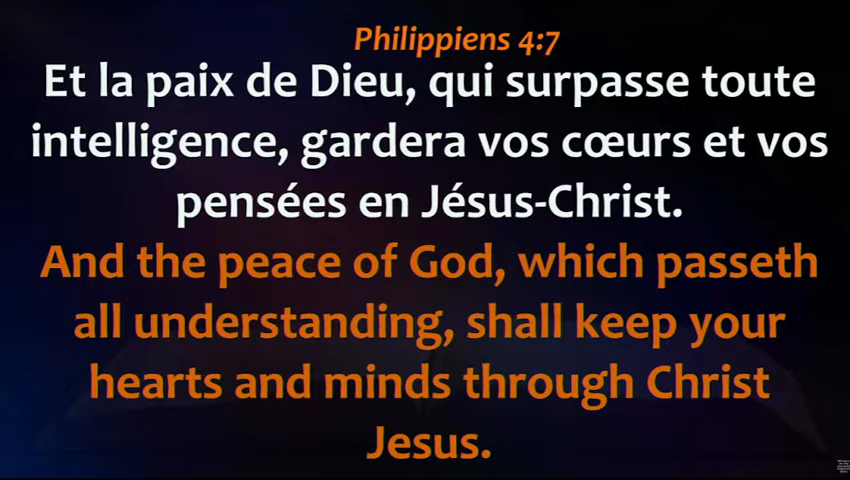 Philippiens 4:7
Et la paix de Dieu, qui surpasse toute
intelligence, gardera vos cœurs et vos
pensées en Jésus-Christ.
And the peace of God, which passeth
all understanding, shall keep your
hearts and minds through Christ
Jesus.